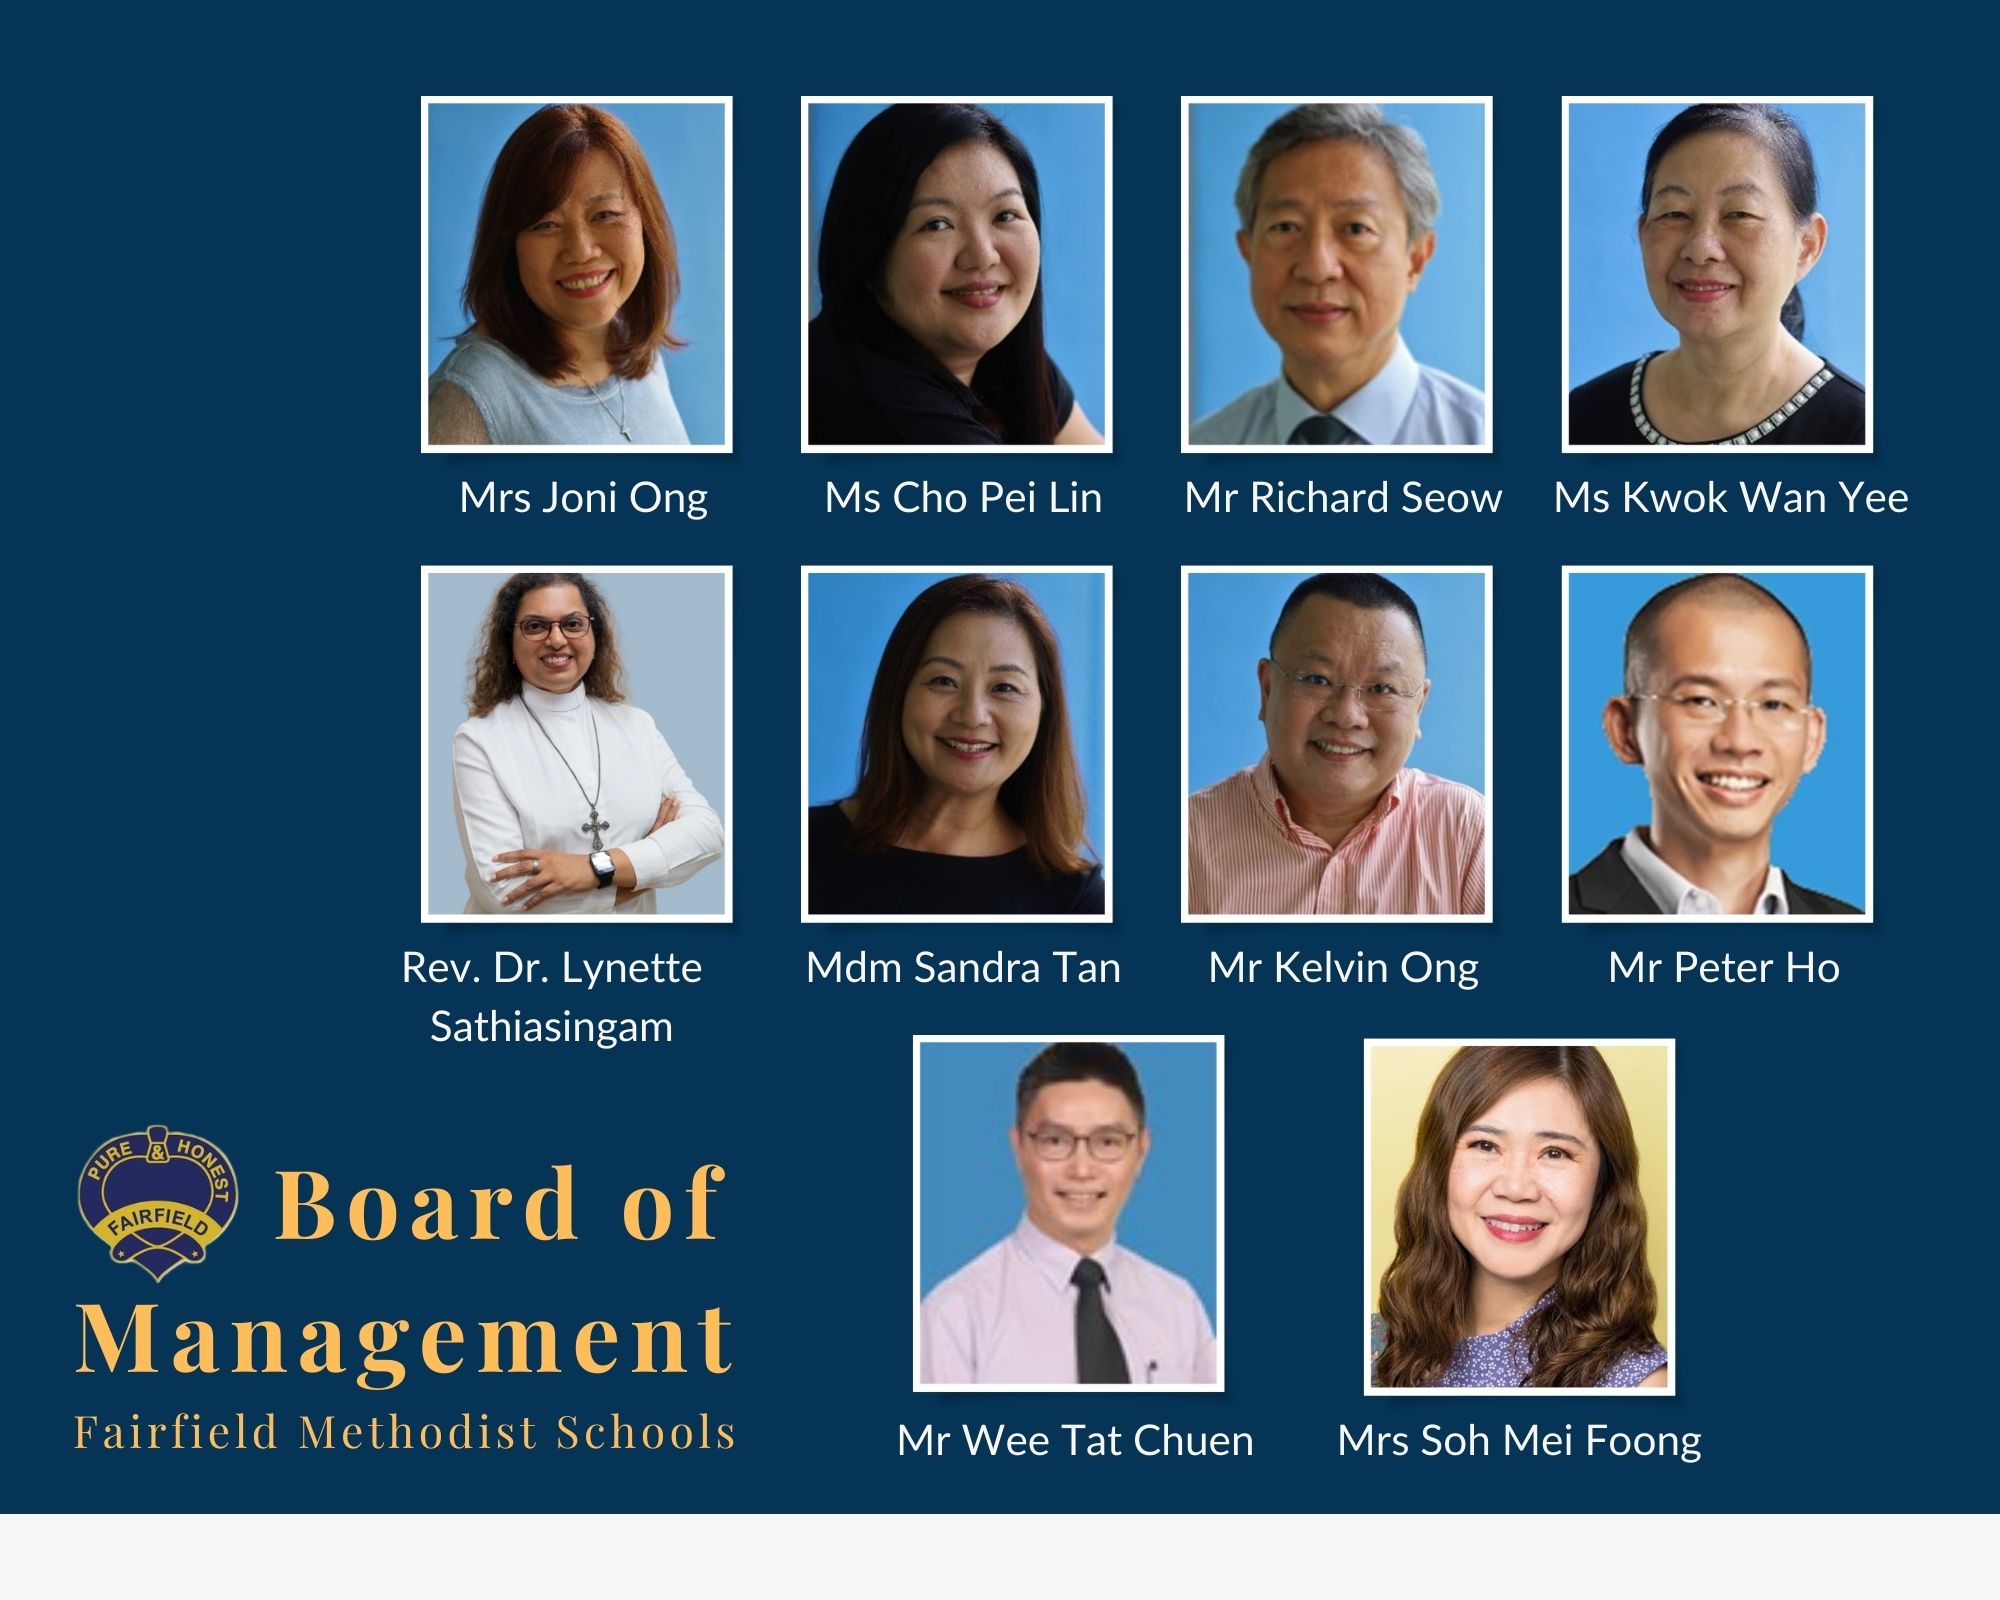 Mrs Joni Ong
Ms Cho Pei Lin
Mr Richard Seow
Ms Kwok Wan Yee
Rev. Dr. Lynette
Sathiasingam
Mdm Sandra Tan
Mr Kelvin Ong
Mr Peter Ho
PURE & HONEST
FAIRFIELD
Board of
Management
Fairfield Methodist Schools
Mr Wee Tat Chuen
Mrs Soh Mei Foong